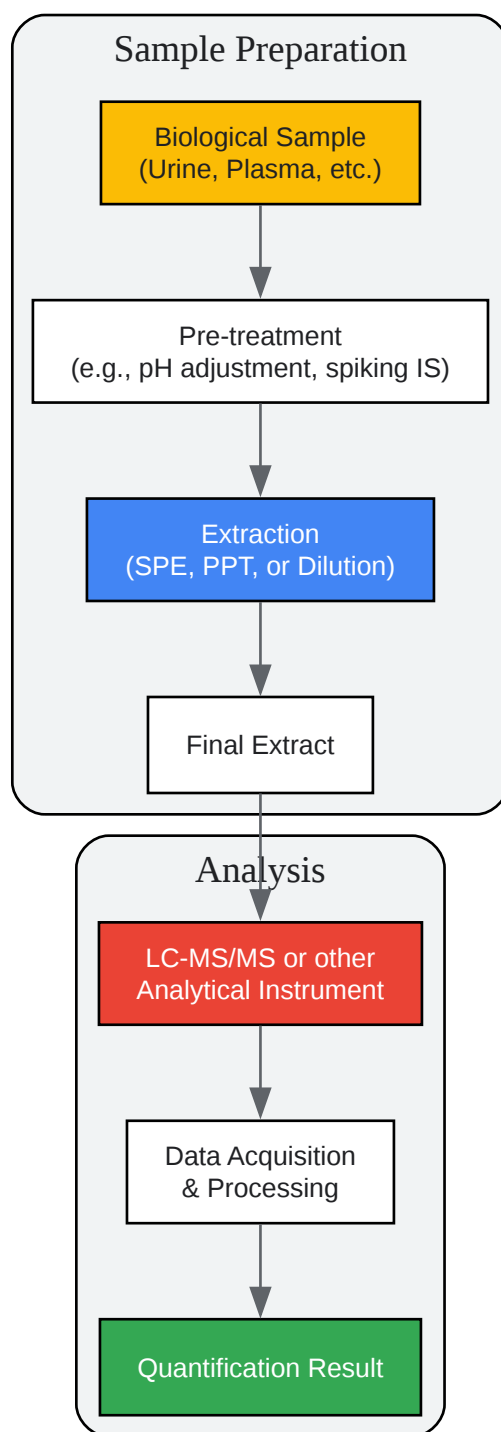 Sample Preparation
Biological Sample
(Urine, Plasma, etc.)
Pre-treatment
(e.g., pH adjustment, spiking IS)
Extraction
(SPE, PPT, or Dilution)
Final Extract
Analysis
LC-MS/MS or other
Analytical Instrument
Data Acquisition
& Processing
Quantification Result